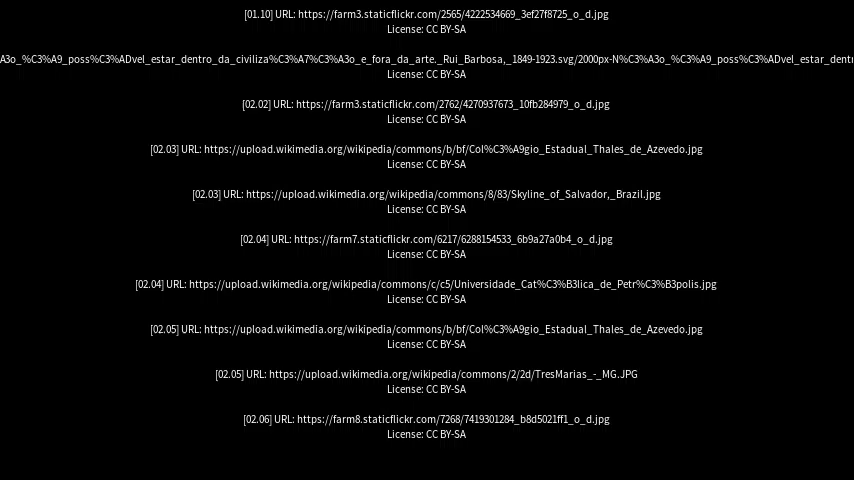 [01.10] URL: https://farm3.staticflickr.com/2565/4222534669_3ef27f8725_o_d.jpg
License: CC BY-SA
A3o_%C3%A9_poss%C3%ADvel_estar_dentro_da_civiliza%C3%A7%C3%A3o_e_fora_da_arte._Rui_Barbosa,_1849-1923.svg/2000px-N%C3%A3o_%C3%A9_poss%C3%ADvel_estar_dentr
License: CC BY-SA
[02.02] URL: https://farm3.staticflickr.com/2762/4270937673_10fb284979_o_d.jpg
License: CC BY-SA
[02.03] URL: https://upload.wikimedia.org/wikipedia/commons/b/bf/Col%C3%A9gio_Estadual_Thales_de_Azevedo.jpg
License: CC BY-SA
[02.03] URL: https://upload.wikimedia.org/wikipedia/commons/8/83/Skyline_of_Salvador,_Brazil.jpg
License: CC BY-SA
[02.04] URL: https://farm7.staticflickr.com/6217/6288154533_6b9a27a0b4_o_d.jpg
License: CC BY-SA
[02.04] URL: https://upload.wikimedia.org/wikipedia/commons/c/c5/Universidade_Cat%C3%B3lica_de_Petr%C3%B3polis.jpg
License: CC BY-SA
[02.05] URL: https://upload.wikimedia.org/wikipedia/commons/b/bf/Col%C3%A9gio_Estadual_Thales_de_Azevedo.jpg
License: CC BY-SA
[02.05] URL: https://upload.wikimedia.org/wikipedia/commons/2/2d/TresMarias_-_MG.JPG
License: CC BY-SA
[02.06] URL: https://farm8.staticflickr.com/7268/7419301284_b8d5021ff1_o_d.jpg
License: CC BY-SA